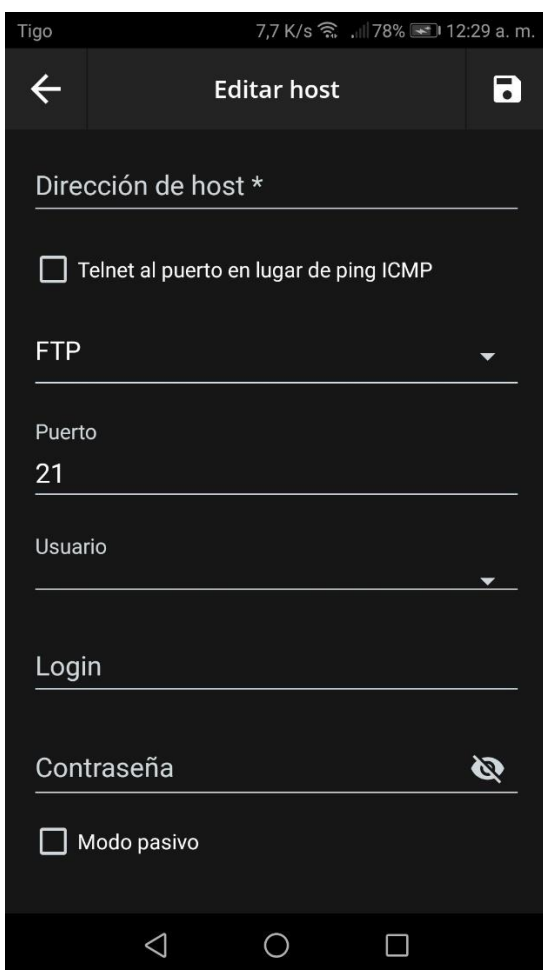 Tigo 7,7 K/s 78% 12:29 a. m.
Editar host
Dirección de host *
Telnet al puerto en lugar de ping ICMP
FTP
Puerto
21
Usuario
Login
Contraseña
Modo pasivo